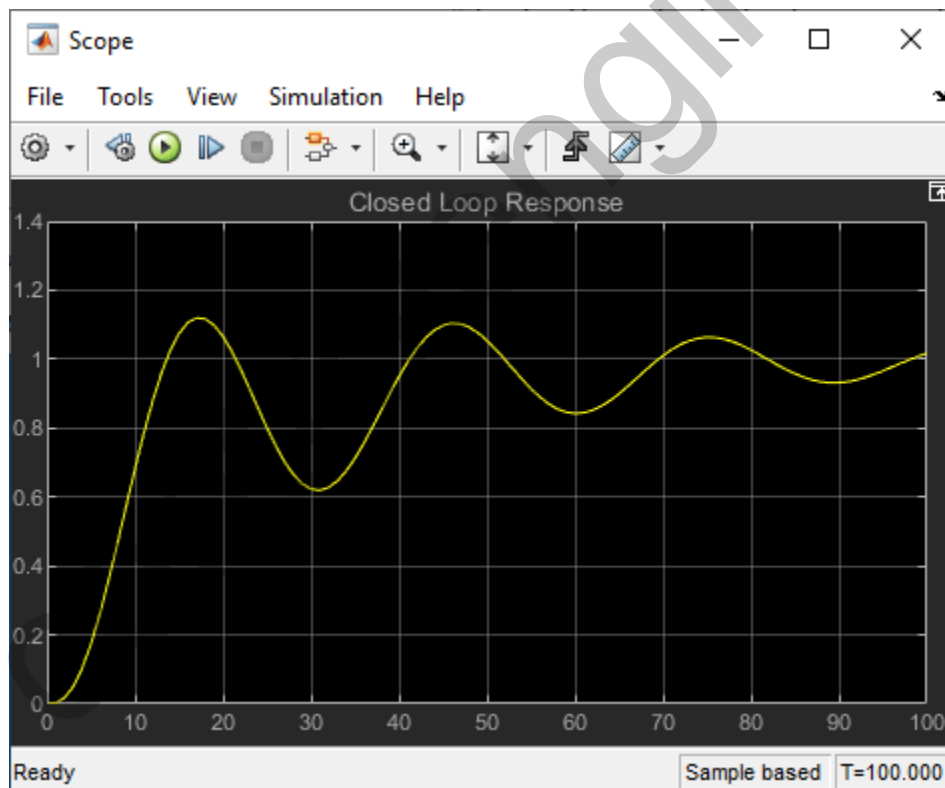 Scope
File Tools View Simulation Help
Closed Loop Response
1.4
1.2
1
0.8
0.6
0.4
0.2
0
0 10 20 30 40 50 60 70 80 90 100
Ready Sample based T=100.000